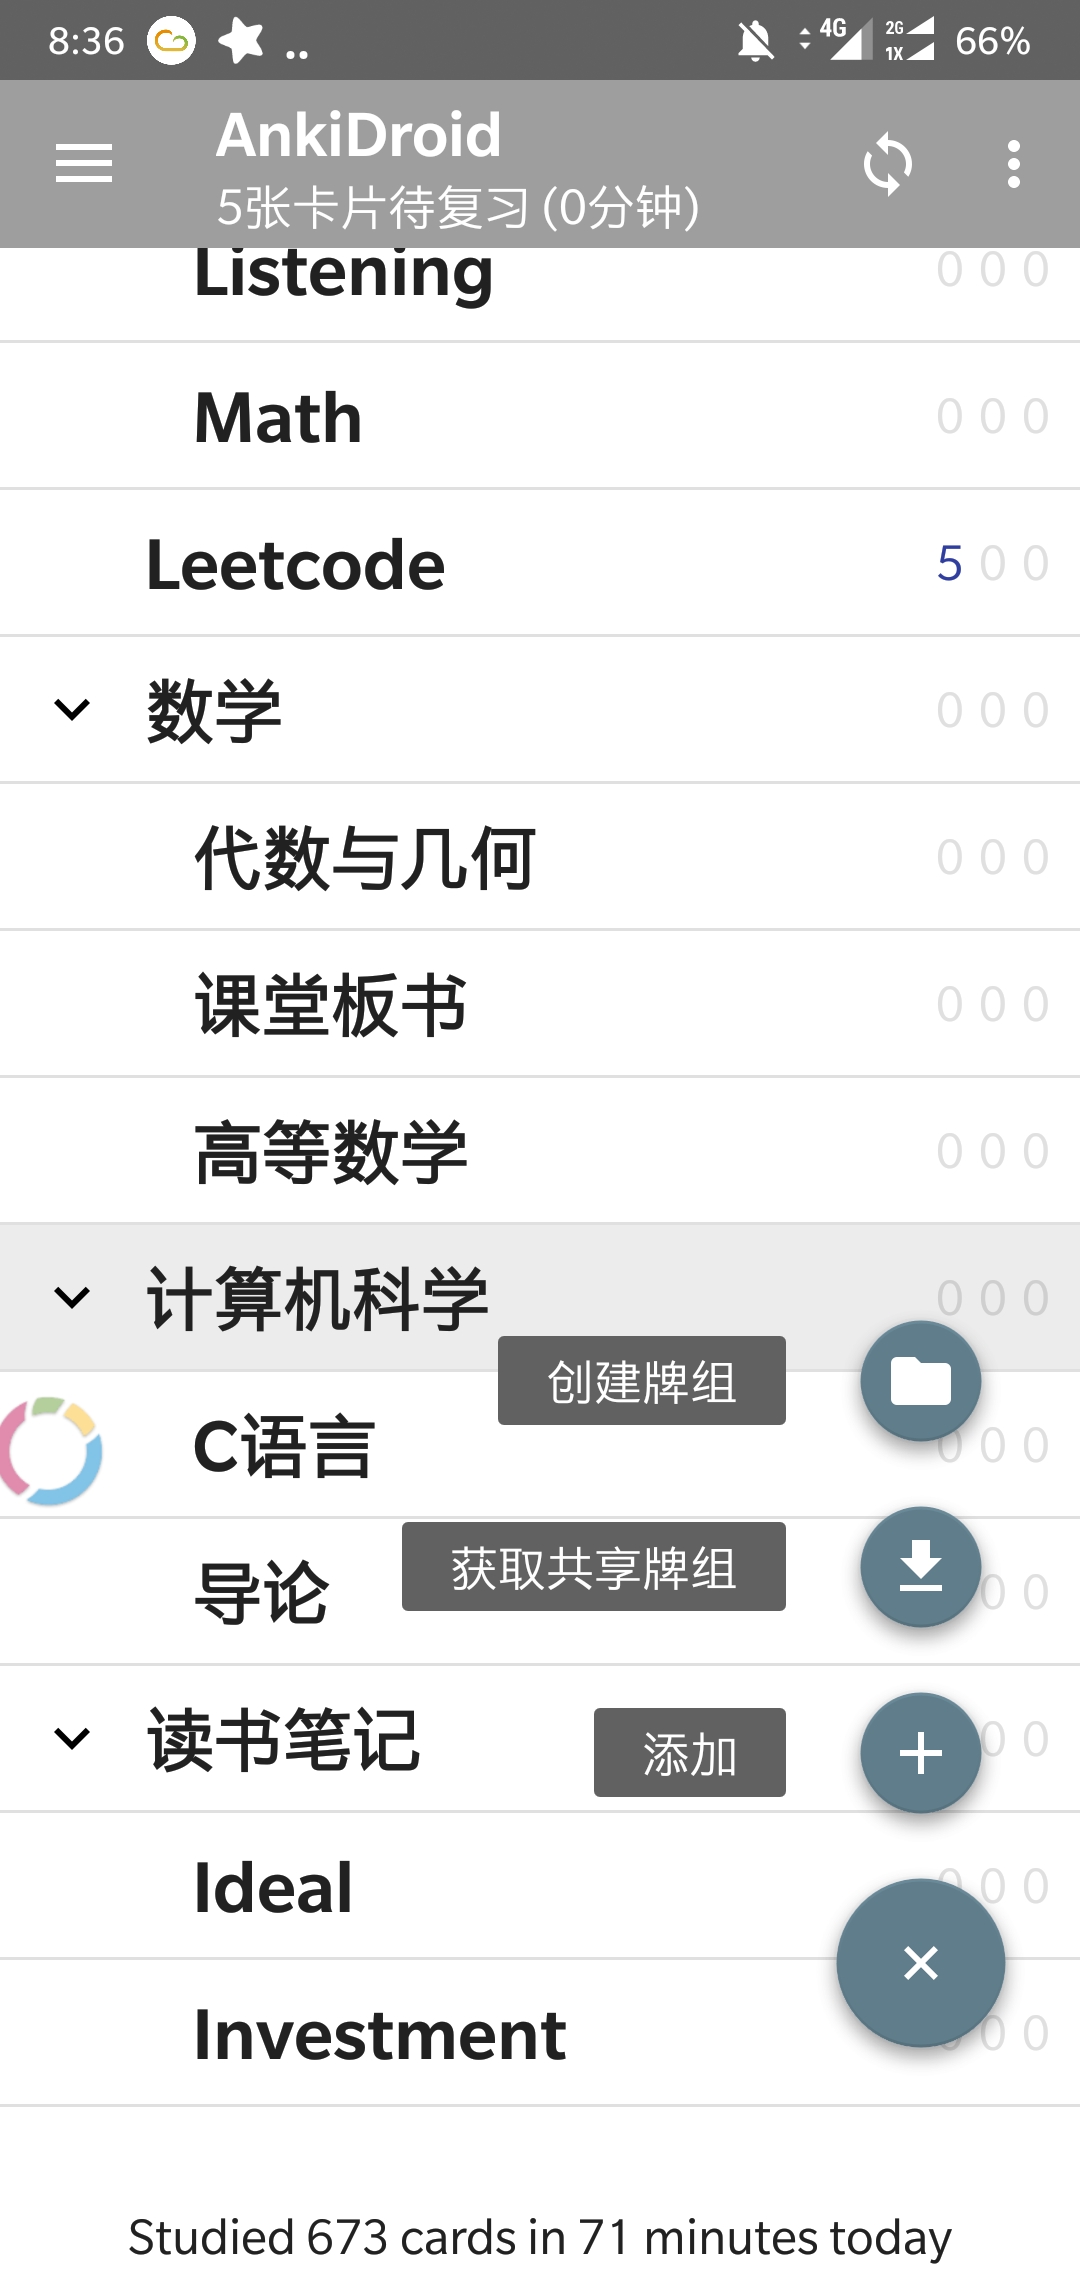 8:36
4G
2G
1X
66%
AnkiDroid
5张卡片待复习 (0分钟)
Listening 0 0 0
Math 0 0 0
Leetcode 5 0 0
数学 0 0 0
代数与几何 0 0 0
课堂板书 0 0 0
高等数学 0 0 0
计算机科学 0 0 0
创建牌组
C语言 0 0 0
获取共享牌组
导论 0 0
读书笔记 0 0
添加
Ideal 0 0 0
Investment 0 0 0
Studied 673 cards in 71 minutes today